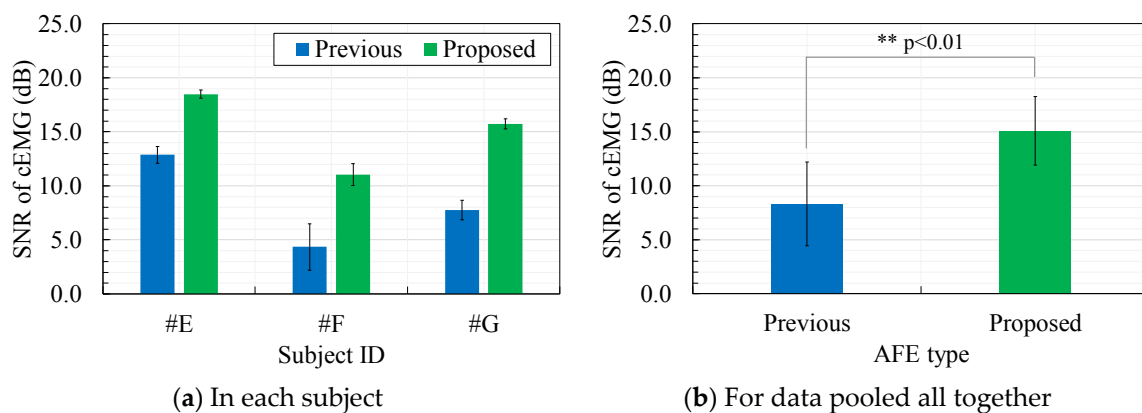 SNR of cEMG (dB)
25.0
20.0
15.0
10.0
5.0
0.0
Previous Proposed
#E #F #G
Subject ID
(a) In each subject
SNR of cEMG (dB)
25.0
20.0
15.0
10.0
5.0
0.0
** p<0.01
Previous Proposed
AFE type
(b) For data pooled all together